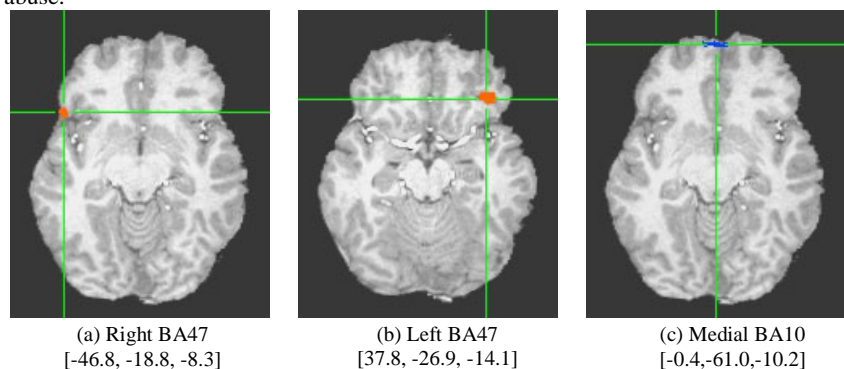 abuse.
(a) Right BA47
[-46.8, -18.8, -8.3]
(b) Left BA47
[37.8, -26.9, -14.1]
(c) Medial BA10
[-0.4,-61.0,-10.2]